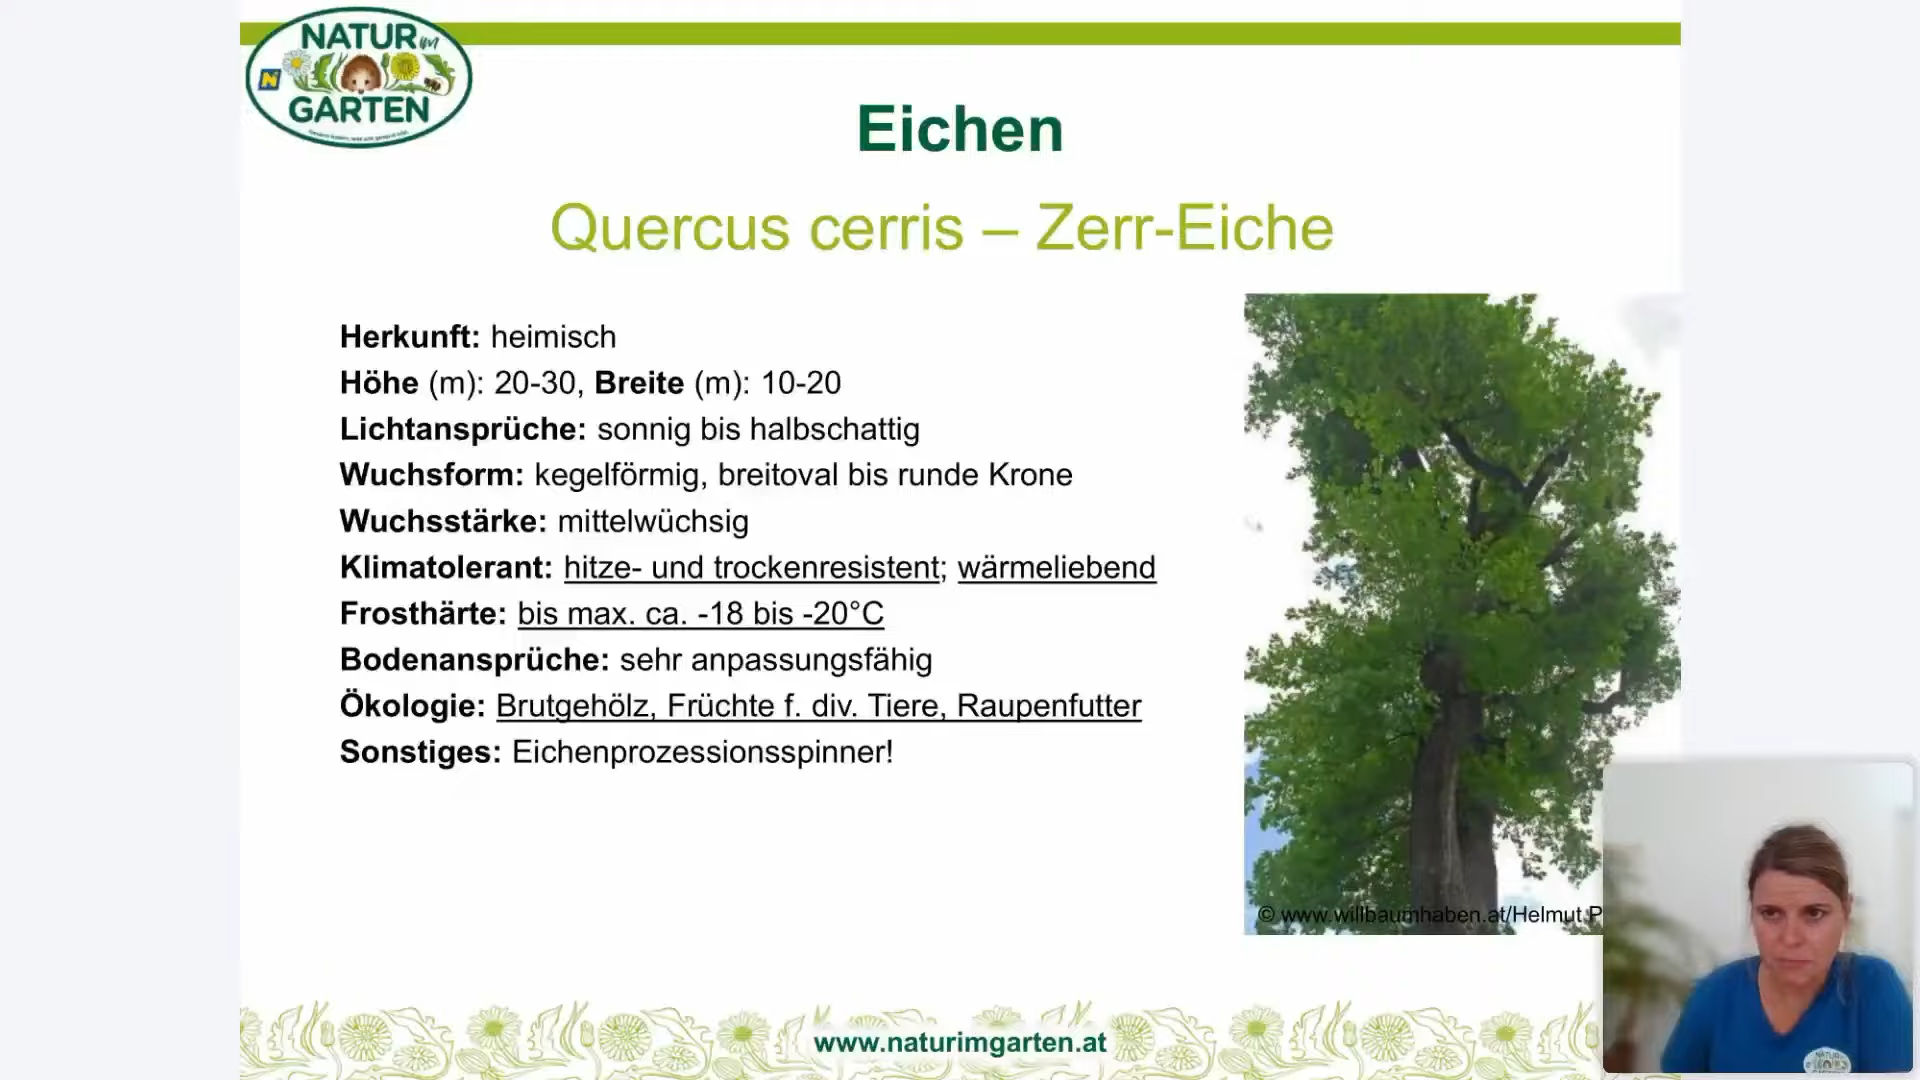 NATUR im
GARTEN
Eichen
Quercus cerris – Zerr-Eiche
Herkunft: heimisch
Höhe (m): 20-30, Breite (m): 10-20
Lichtansprüche: sonnig bis halbschattig
Wuchsform: kegelförmig, breitoval bis runde Krone
Wuchsstärke: mittelwüchsig
Klimatolerant: hitze- und trockenresistent; wärmeliebend
Frosthärte: bis max. ca. -18 bis -20°C
Bodenansprüche: sehr anpassungsfähig
Ökologie: Brutgehölz, Früchte f. div. Tiere, Raupenfutter
Sonstiges: Eichenprozessionsspinner!
© www.willbaumhaben.at/Helmut P
www.naturimgarten.at